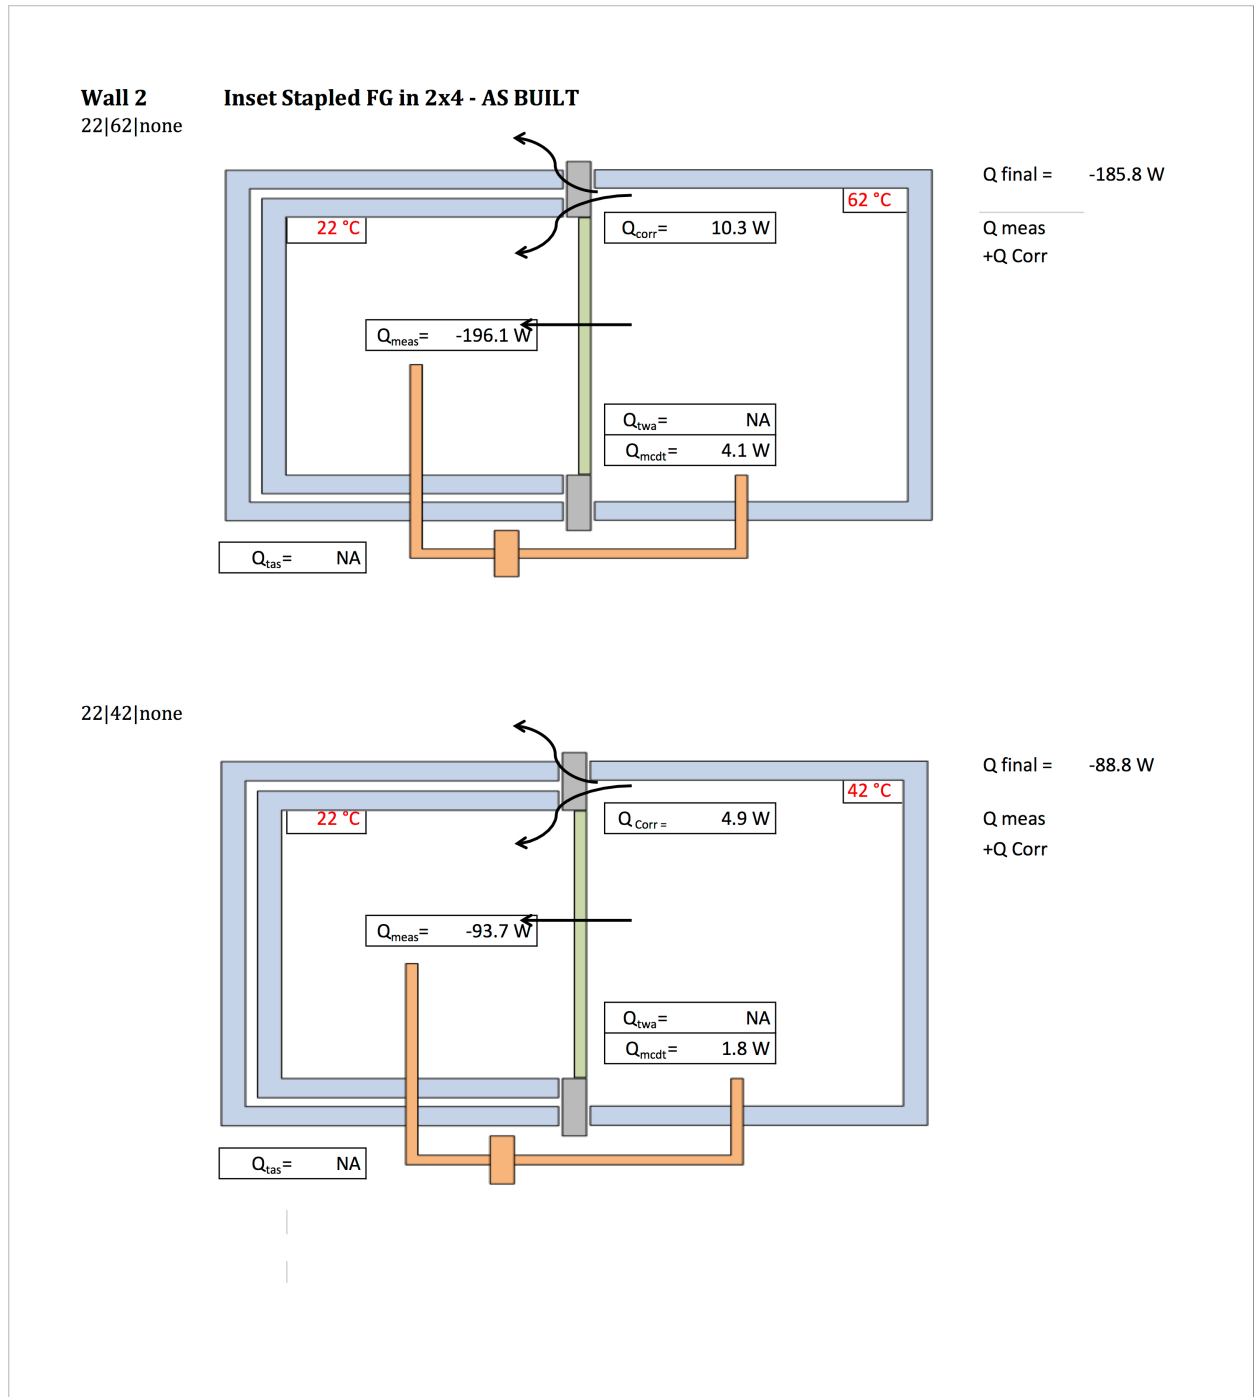 Wall 2 Inset Stapled FG in 2x4 - AS BUILT
22|62|none
Q final = -185.8 W
62 °C
22 °C
Qcorr= 10.3 W
Q meas
+Q Corr
Qmeas= -196.1 W
Qtwa= NA
Qmcdt= 4.1 W
Qtas= NA
22|42|none
Q final = -88.8 W
42 °C
22 °C
Q Corr = 4.9 W
Q meas
+Q Corr
Qmeas= -93.7 W
Qtwa= NA
Qmcdt= 1.8 W
Qtas= NA